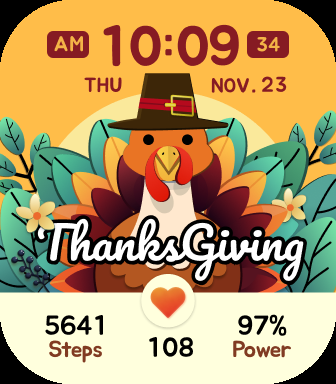 AM 10:09 34
THU NOV. 23
ThanksGiving
5641 108 97%
Steps Power